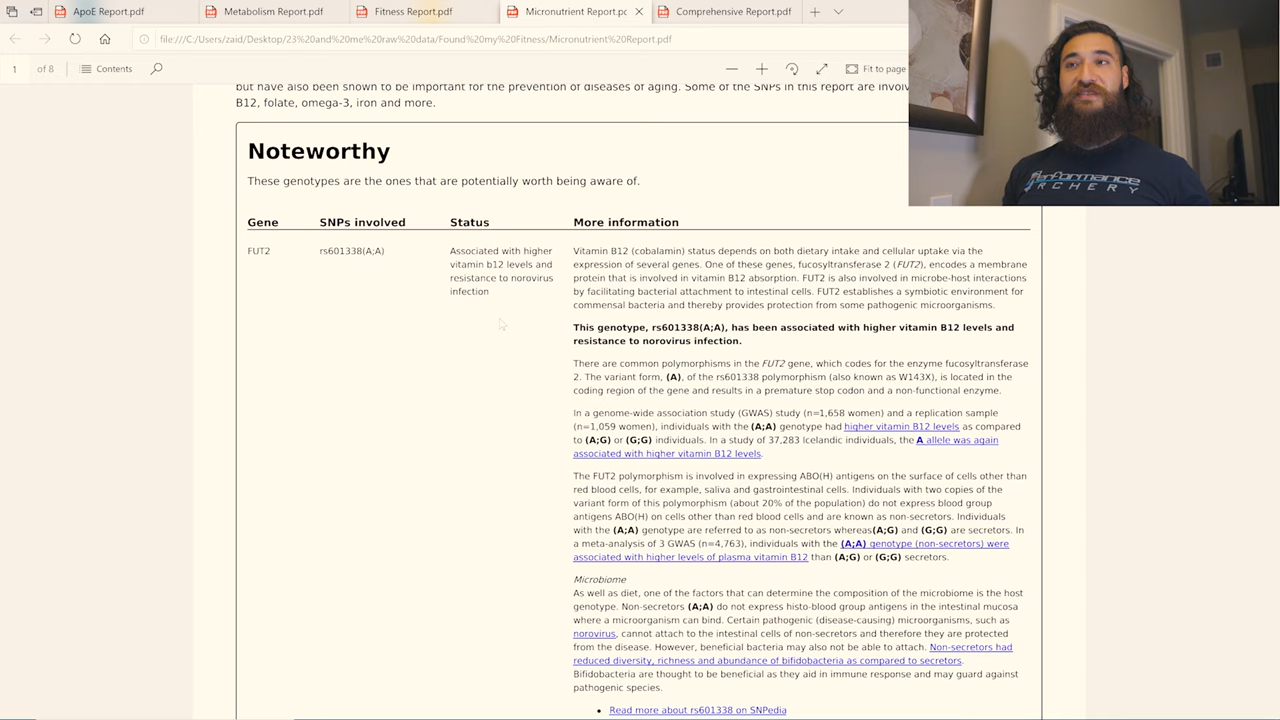 ApoE Report.pdf
Metabolism Report.pdf
Fitness Report.pdf
Micronutrient Report.pdf
Comprehensive Report.pdf
file:///C:/Users/zaid/Desktop/23%20and%20me%20raw%20data/Found%20my%20Fitness/Micronutrient%20Report.pdf
1 of 8
Contents
Fit to page
but have also been shown to be important for the prevention of diseases of aging. Some of the SNPs in this report are
B12, folate, omega-3, iron and more.
Noteworthy
These genotypes are the ones that are potentially worth being aware of.
Gene SNPs involved Status More information
FUT2
rs601338(A;A)
Associated with higher
vitamin b12 levels and
resistance to norovirus
infection
Vitamin B12 (cobalamin) status depends on both dietary intake and cellular uptake via the
expression of several genes. One of these genes, fucosyltransferase 2 (FUT2), encodes a membrane
protein that is involved in vitamin B12 absorption. FUT2 is also involved in microbe-host interactions
by facilitating bacterial attachment to intestinal cells. FUT2 establishes a symbiotic environment for
commensal bacteria and thereby provides protection from some pathogenic microorganisms.
This genotype, rs601338(A;A), has been associated with higher vitamin B12 levels and
resistance to norovirus infection.
There are common polymorphisms in the FUT2 gene, which codes for the enzyme fucosyltransferase
2. The variant form, (A), of the rs601338 polymorphism (also known as W143X), is located in the
coding region of the gene and results in a premature stop codon and a non-functional enzyme.
In a genome-wide association study (GWAS) study (n=1,658 women) and a replication sample
(n=1,059 women), individuals with the (A;A) genotype had higher vitamin B12 levels as compared
to (A;G) or (G;G) individuals. In a study of 37,283 Icelandic individuals, the A allele was again
associated with higher vitamin B12 levels.
The FUT2 polymorphism is involved in expressing ABO(H) antigens on the surface of cells other than
red blood cells, for example, saliva and gastrointestinal cells. Individuals with two copies of the
variant form of this polymorphism (about 20% of the population) do not express blood group
antigens ABO(H) on cells other than red blood cells and are known as non-secretors. Individuals
with the (A;A) genotype are referred to as non-secretors whereas(A;G) and (G;G) are secretors. In
a meta-analysis of 3 GWAS (n=4,763), individuals with the (A;A) genotype (non-secretors) were
associated with higher levels of plasma vitamin B12 than (A;G) or (G;G) secretors.
Microbiome
As well as diet, one of the factors that can determine the composition of the microbiome is the host
genotype. Non-secretors (A;A) do not express histo-blood group antigens in the intestinal mucosa
where a microorganism can bind. Certain pathogenic (disease-causing) microorganisms, such as
norovirus, cannot attach to the intestinal cells of non-secretors and therefore they are protected
from the disease. However, beneficial bacteria may also not be able to attach. Non-secretors had
reduced diversity, richness and abundance of bifidobacteria as compared to secretors.
Bifidobacteria are thought to be beneficial as they aid in immune response and may guard against
pathogenic species.
• Read more about rs601338 on SNPedia
ARCHERY